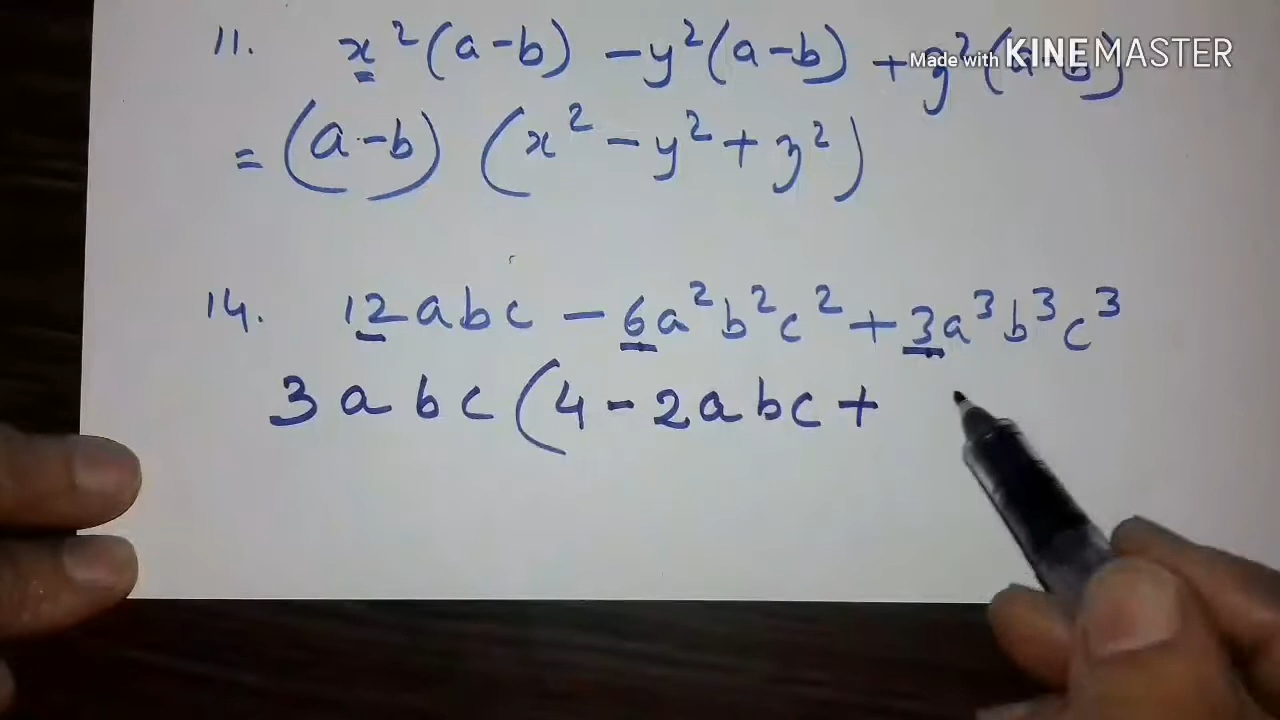 11. x²(a-b) -y²(a-b) +z²(a-b)
Made with KINEMASTER
= (a-b) (x² - y² + z²)
14. 12abc - 6a²b²c² + 3a³b³c³
3abc(4 - 2abc +